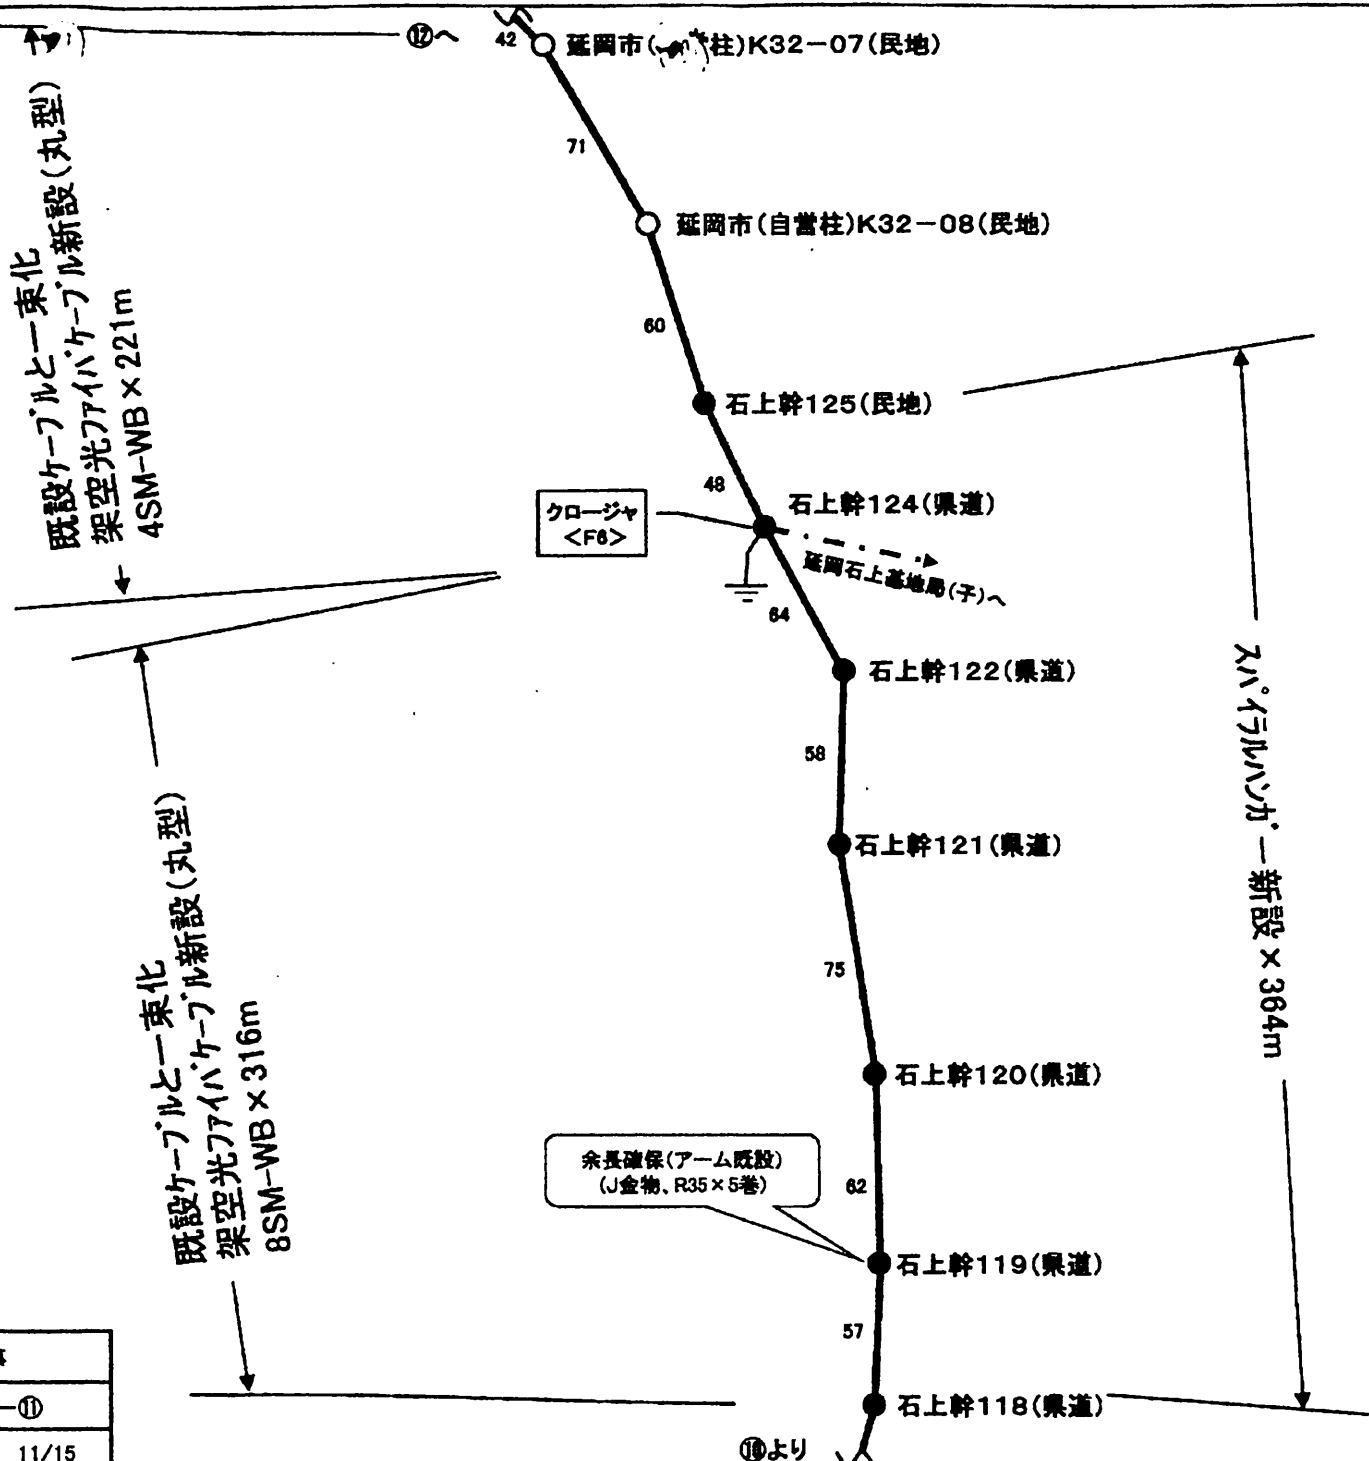 ⑫へ
42
延岡市(柱)K32-07(民地)
71
延岡市(自営柱)K32-08(民地)
60
石上幹125(民地)
48
石上幹124(県道)
クロージャ
<F6>
延岡石上基地局(子)へ
64
石上幹122(県道)
58
石上幹121(県道)
75
石上幹120(県道)
余長確保(アーム既設)
(J金物、R35×5巻)
62
石上幹119(県道)
57
石上幹118(県道)
より
既設ケーブルと一束化
架空光ファイバケーブル新設(丸型)
4SM-WB×221m
既設ケーブルと一束化
架空光ファイバケーブル新設(丸型)
8SM-WB×316m
スパイラルハンガー新設×364m
-⑪
11/15